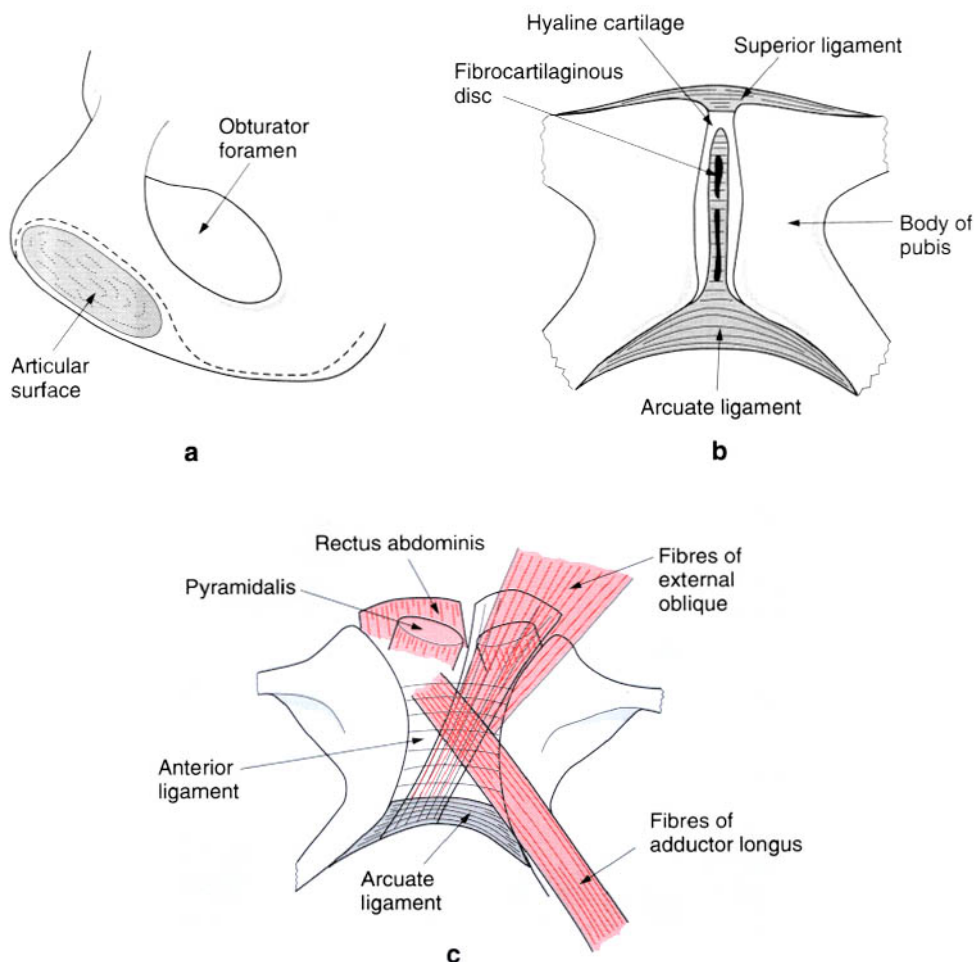 Obturator
foramen
Articular
surface
a
Hyaline cartilage
Superior ligament
Fibrocartilaginous
disc
Body of
pubis
Arcuate ligament
b
Rectus abdominis
Pyramidalis
Fibres of
external
oblique
Anterior
ligament
Fibres of
adductor longus
Arcuate
ligament
c